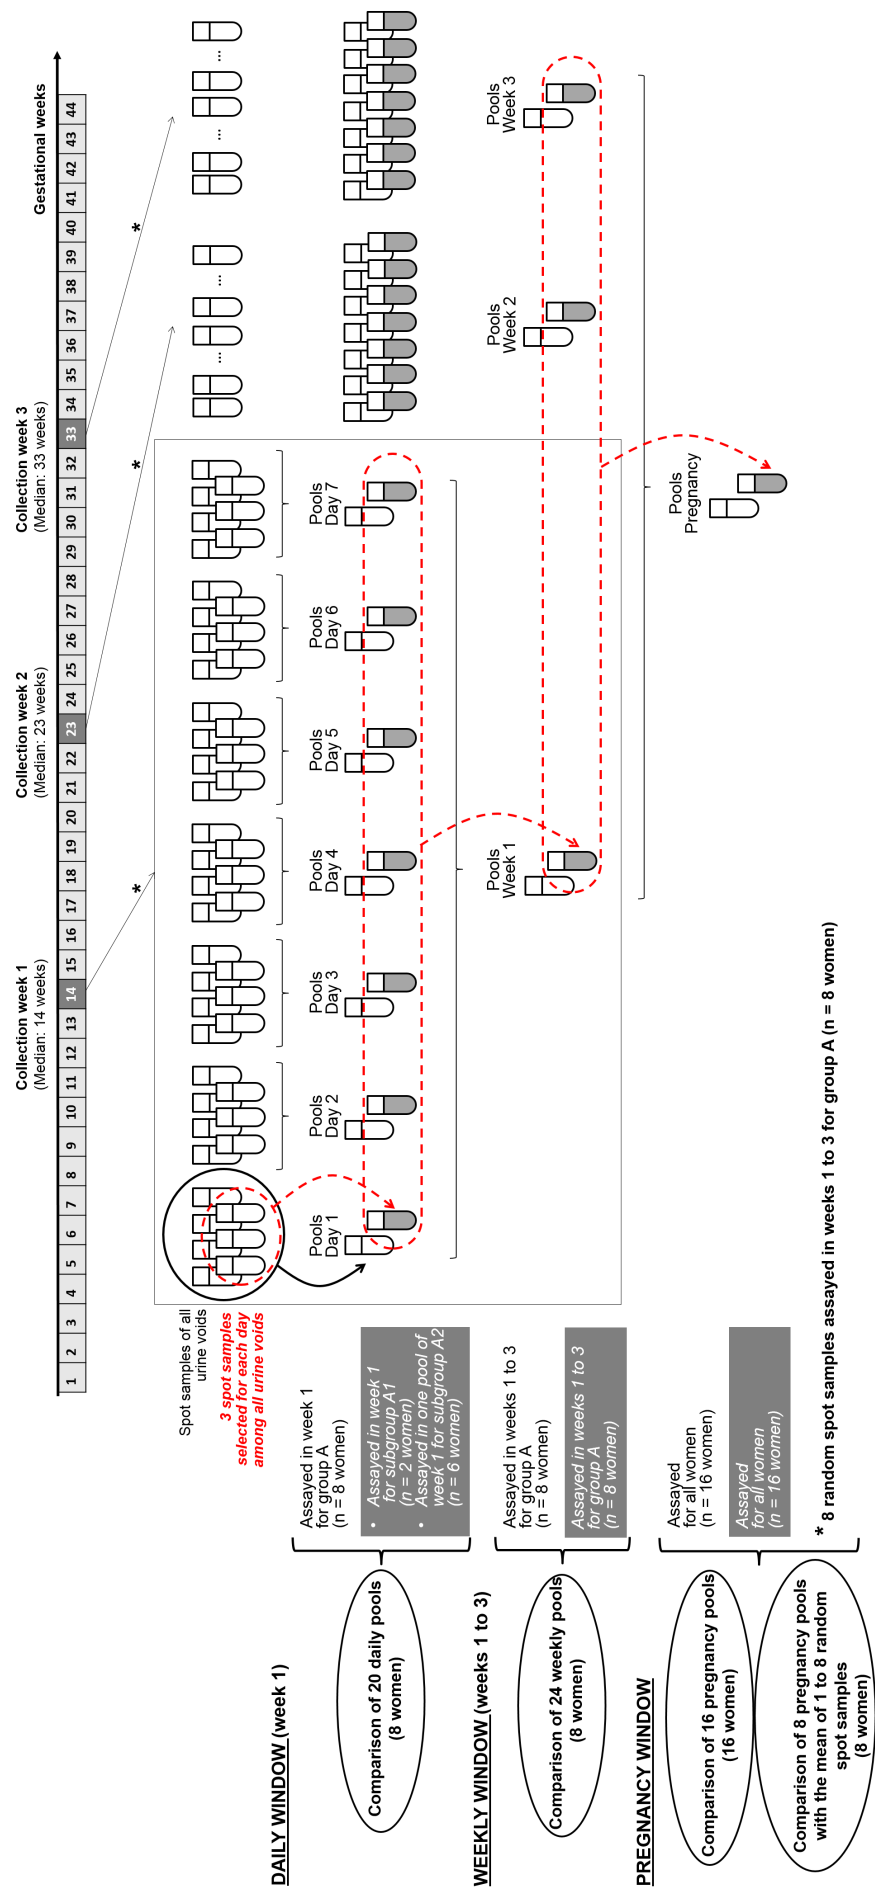 Gestational weeks
Collection week 1
(Median: 14 weeks)
Collection week 2
(Median: 23 weeks)
Collection week 3
(Median: 33 weeks)
1 2 3 4 5 6 7 8 9 10 11 12 13 14 15 16 17 18 19 20 21 22 23 24 25 26 27 28 29 30 31 32 33 34 35 36 37 38 39 40 41 42 43 44
*
*
*
Spot samples of all
urine voids
3 spot samples
selected for each day
among all urine voids
... ... ... ...
DAILY WINDOW (week 1)
Comparison of 20 daily pools
(8 women)
Assayed in week 1
for group A
(n = 8 women)
• Assayed in week 1
for subgroup A1
(n = 2 women)
• Assayed in one pool of
week 1 for subgroup A2
(n = 6 women)
Pools
Day 1
Pools
Day 2
Pools
Day 3
Pools
Day 4
Pools
Day 5
Pools
Day 6
Pools
Day 7
WEEKLY WINDOW (weeks 1 to 3)
Comparison of 24 weekly pools
(8 women)
Assayed in weeks 1 to 3
for group A
(n = 8 women)
Assayed in weeks 1 to 3
for group A
(n = 8 women)
Pools
Week 1
Pools
Week 2
Pools
Week 3
PREGNANCY WINDOW
Comparison of 16 pregnancy pools
(16 women)
Comparison of 8 pregnancy pools
with the mean of 1 to 8 random
spot samples
(8 women)
Assayed
for all women
(n = 16 women)
Assayed
for all women
(n = 16 women)
Pools
Pregnancy
* 8 random spot samples assayed in weeks 1 to 3 for group A (n = 8 women)